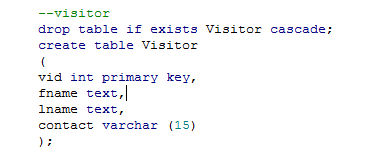 --visitor
drop table if exists Visitor cascade;
create table Visitor
(
vid int primary key,
fname text,
lname text,
contact varchar (15)
);